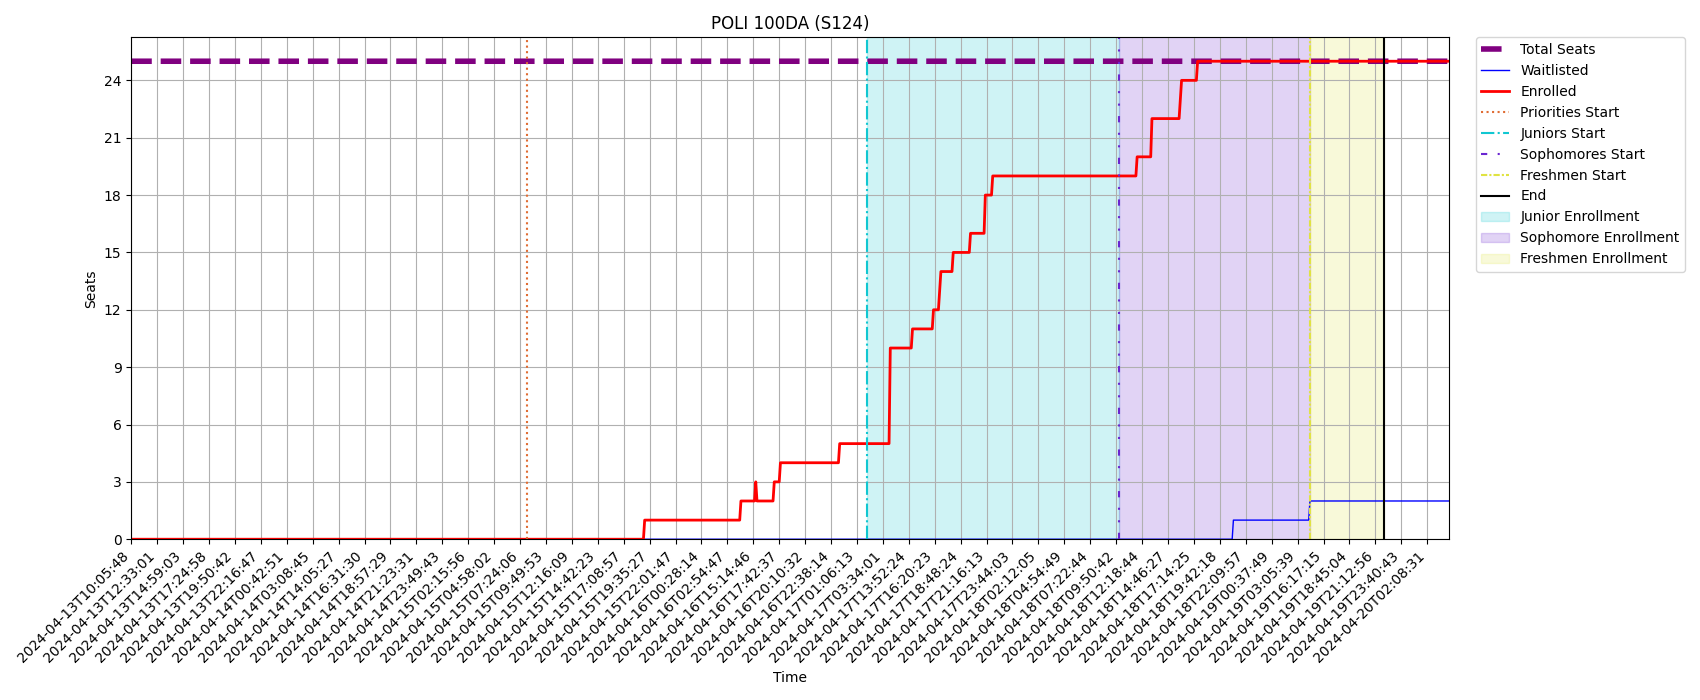 POLI 100DA (S124)
Total Seats
Waitlisted
Enrolled
Priorities Start
Juniors Start
Sophomores Start
Freshmen Start
End
Junior Enrollment
Sophomore Enrollment
Freshmen Enrollment
Seats
24
21
18
15
12
9
6
3
0
2024-04-13T10:05:48
2024-04-13T12:33:01
2024-04-13T14:59:03
2024-04-13T17:24:58
2024-04-13T19:50:42
2024-04-13T22:16:47
2024-04-14T00:42:51
2024-04-14T03:08:45
2024-04-14T14:05:27
2024-04-14T16:31:30
2024-04-14T18:57:29
2024-04-14T21:23:31
2024-04-14T23:49:43
2024-04-15T02:15:56
2024-04-15T04:58:02
2024-04-15T07:24:06
2024-04-15T09:49:53
2024-04-15T12:16:09
2024-04-15T14:42:23
2024-04-15T17:08:57
2024-04-15T19:35:27
2024-04-15T22:01:47
2024-04-16T00:28:14
2024-04-16T02:54:47
2024-04-16T15:14:46
2024-04-16T17:42:37
2024-04-16T20:10:32
2024-04-16T22:38:14
2024-04-17T01:06:13
2024-04-17T03:34:01
2024-04-17T13:52:24
2024-04-17T16:20:23
2024-04-17T18:48:24
2024-04-17T21:16:13
2024-04-17T23:44:03
2024-04-18T02:12:05
2024-04-18T04:54:49
2024-04-18T07:22:44
2024-04-18T09:50:42
2024-04-18T12:18:44
2024-04-18T14:46:27
2024-04-18T17:14:25
2024-04-18T19:42:18
2024-04-18T22:09:57
2024-04-19T00:37:49
2024-04-19T03:05:39
2024-04-19T16:17:15
2024-04-19T18:45:04
2024-04-19T21:12:56
2024-04-19T23:40:43
2024-04-20T02:08:31
Time